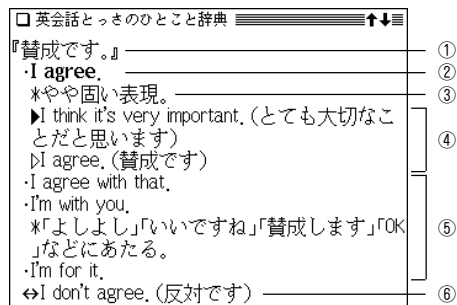 英会話とっさのひとこと辞典
『賛成です。』 ①
·I agree. ②
*やや固い表現。 ③
▶I think it's very important. (とても大切なこ
とだと思います) ④
▷I agree. (賛成です)
·I agree with that.
·I'm with you.
*「よしよし」「いいですね」「賛成します」「OK ⑤
」などにあたる。
·I'm for it.
↔I don't agree. (反対です) ⑥